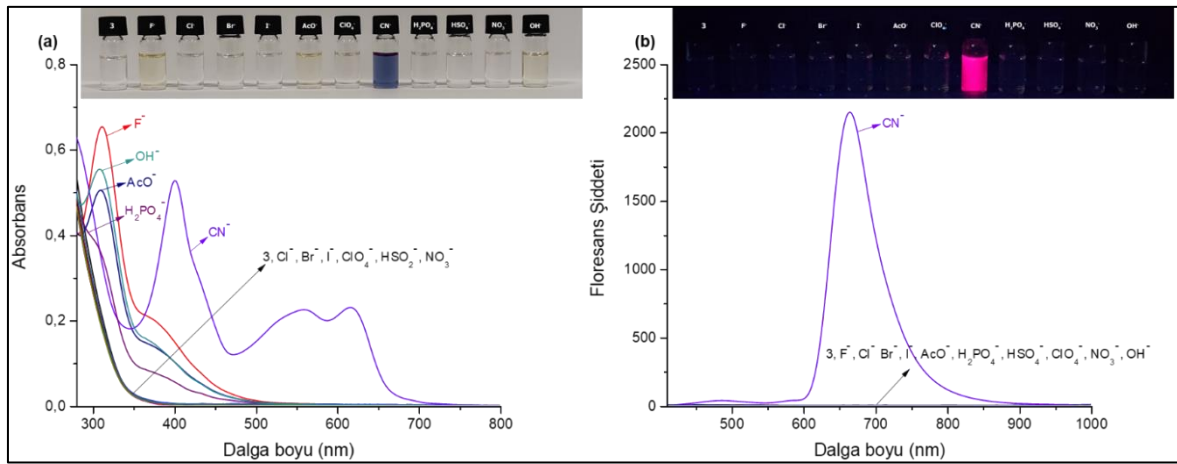 3 F⁻ Cl⁻ Br⁻ I⁻ AcO⁻ ClO₄⁻ CN⁻ H₂PO₄⁻ HSO₄⁻ NO₃⁻ OH⁻
(a)
0,8
0,6
0,4
0,2
0,0
Absorbans
F⁻
OH⁻
AcO⁻
H₂PO₄⁻
CN⁻
3, Cl⁻, Br⁻, I⁻, ClO₄⁻, HSO₂⁻, NO₃⁻
300 400 500 600 700 800
Dalga boyu (nm)
3 F⁻ Cl⁻ Br⁻ I⁻ AcO⁻ ClO₄⁻ CN⁻ H₂PO₄⁻ HSO₄⁻ NO₃⁻ OH⁻
(b)
2500
2000
1500
1000
500
0
Floresans Şiddeti
CN⁻
3, F⁻, Cl⁻ Br⁻, I⁻, AcO⁻, H₂PO₄⁻, HSO₄⁻, ClO₄⁻, NO₃⁻, OH⁻
500 600 700 800 900 1000
Dalga boyu (nm)